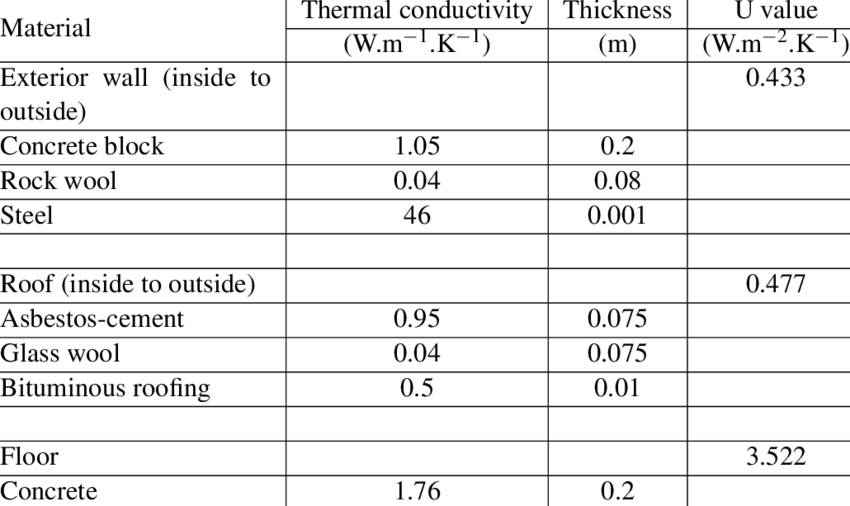 Material Thermal conductivity Thickness U value
(W.m−1.K−1) (m) (W.m−2.K−1)
Exterior wall (inside to 0.433
outside)
Concrete block 1.05 0.2
Rock wool 0.04 0.08
Steel 46 0.001
Roof (inside to outside) 0.477
Asbestos-cement 0.95 0.075
Glass wool 0.04 0.075
Bituminous roofing 0.5 0.01
Floor 3.522
Concrete 1.76 0.2